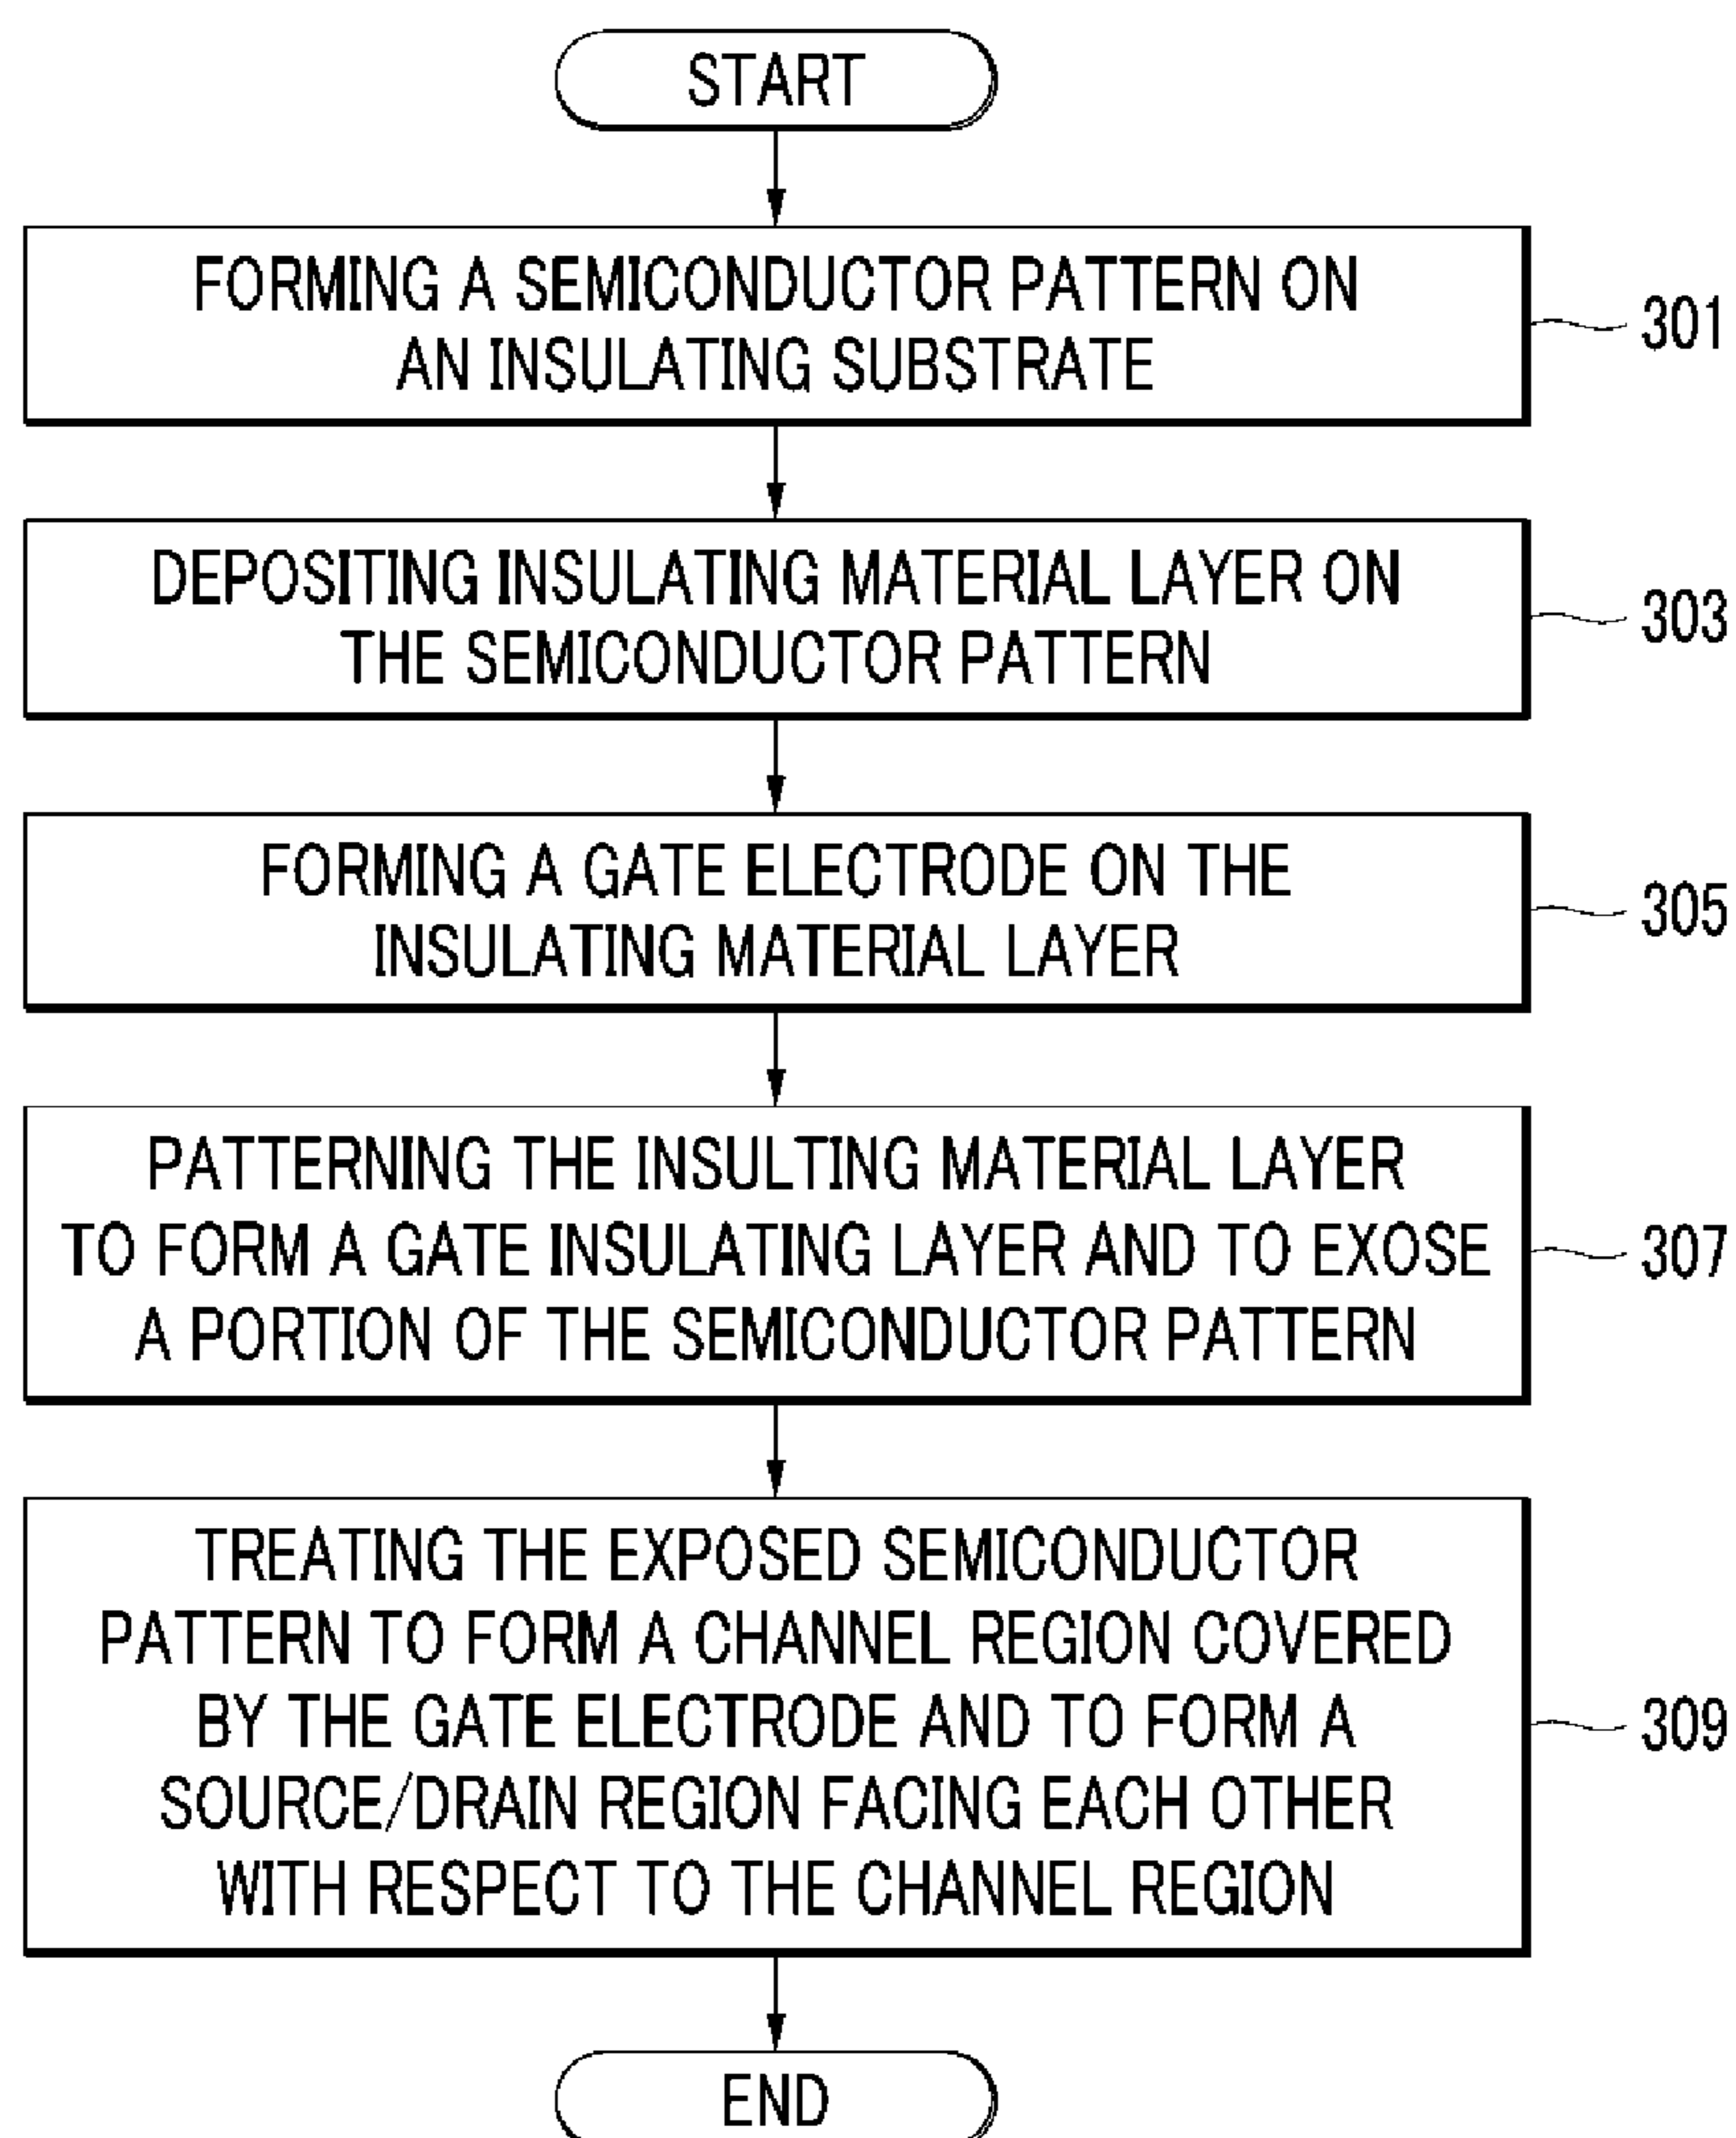 START
FORMING A SEMICONDUCTOR PATTERN ON
AN INSULATING SUBSTRATE
301
DEPOSITING INSULATING MATERIAL LAYER ON
THE SEMICONDUCTOR PATTERN
303
FORMING A GATE ELECTRODE ON THE
INSULATING MATERIAL LAYER
305
PATTERNING THE INSULTING MATERIAL LAYER
TO FORM A GATE INSULATING LAYER AND TO EXOSE
A PORTION OF THE SEMICONDUCTOR PATTERN
307
TREATING THE EXPOSED SEMICONDUCTOR
PATTERN TO FORM A CHANNEL REGION COVERED
BY THE GATE ELECTRODE AND TO FORM A
SOURCE/DRAIN REGION FACING EACH OTHER
WITH RESPECT TO THE CHANNEL REGION
309
END